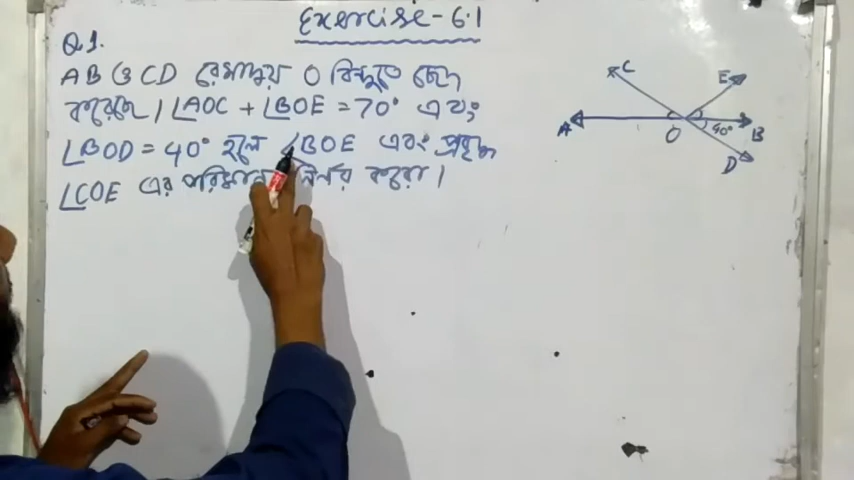 Exercise-6.1
Q.1.
AB ও CD রেখাদ্বয় O বিন্দুতে ছেদ
করেছে। ∠AOC + ∠BOE = 70° এবং
∠BOD = 40° হলে ∠BOE এবং প্রবৃদ্ধ
∠COE এর পরিমাণ নির্ণয় করো।
C
E
A
O
40°
B
D